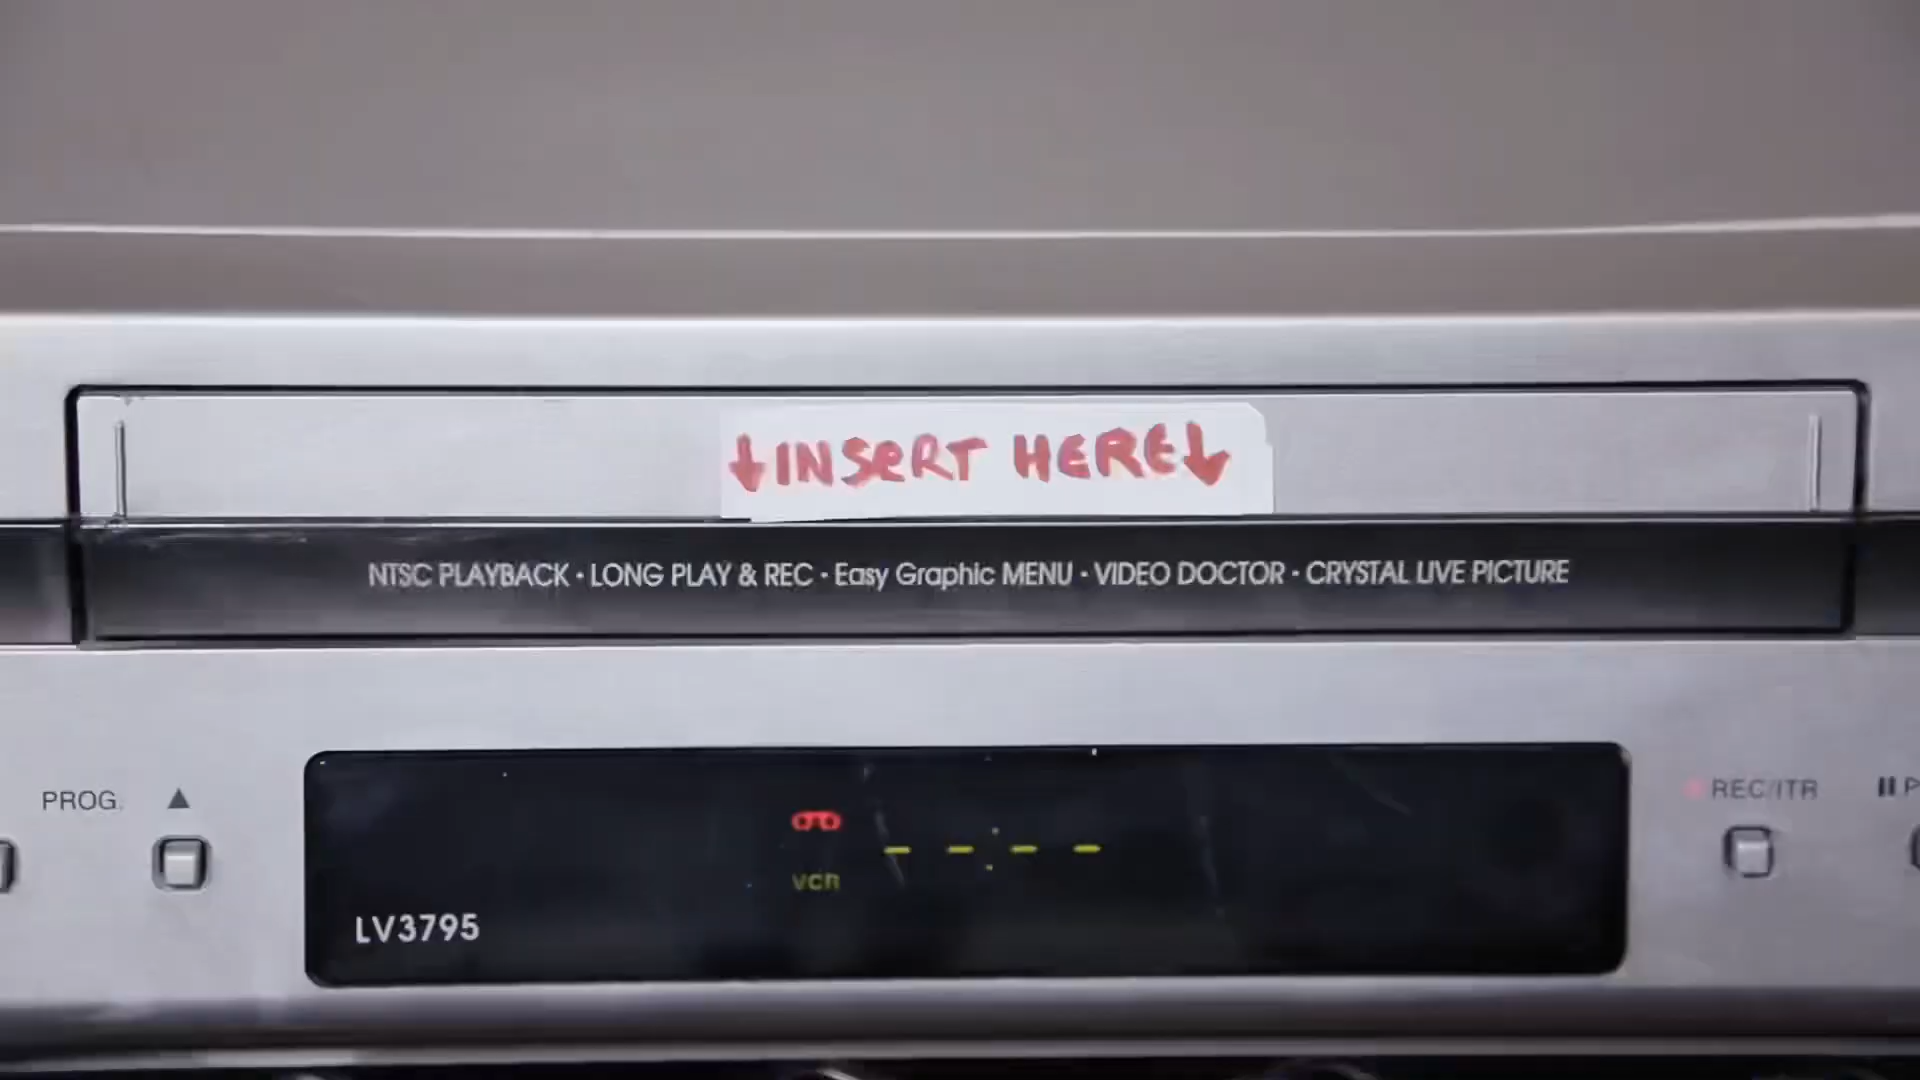 ↓INSERT HERE↓
NTSC PLAYBACK · LONG PLAY & REC · Easy Graphic MENU · VIDEO DOCTOR · CRYSTAL LIVE PICTURE
PROG. ▲
REC/ITR
VCR
- - : - -
LV3795